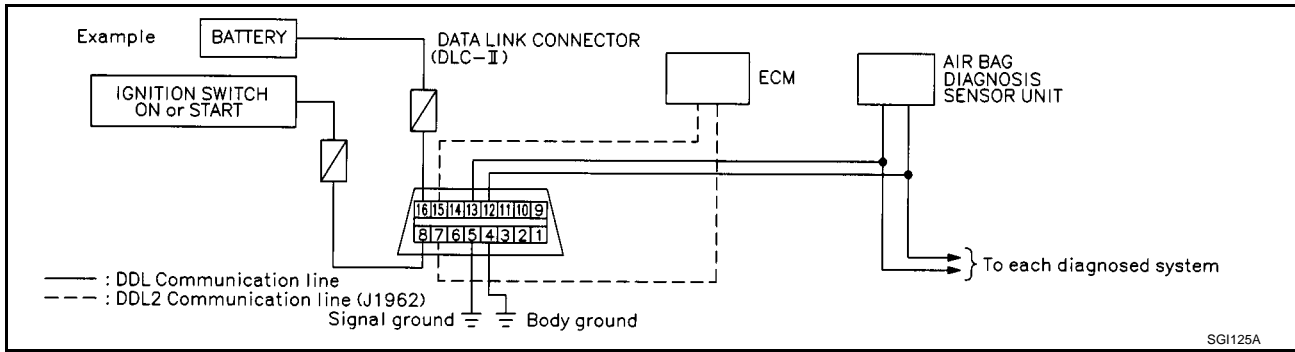 Example
BATTERY
DATA LINK CONNECTOR
(DLC-Ⅱ)
IGNITION SWITCH
ON or START
ECM
AIR BAG
DIAGNOSIS
SENSOR UNIT
16 15 14 13 12 11 10 9
8 7 6 5 4 3 2 1
To each diagnosed system
: DDL Communication line
: DDL2 Communication line (J1962)
Signal ground
Body ground
SGI125A